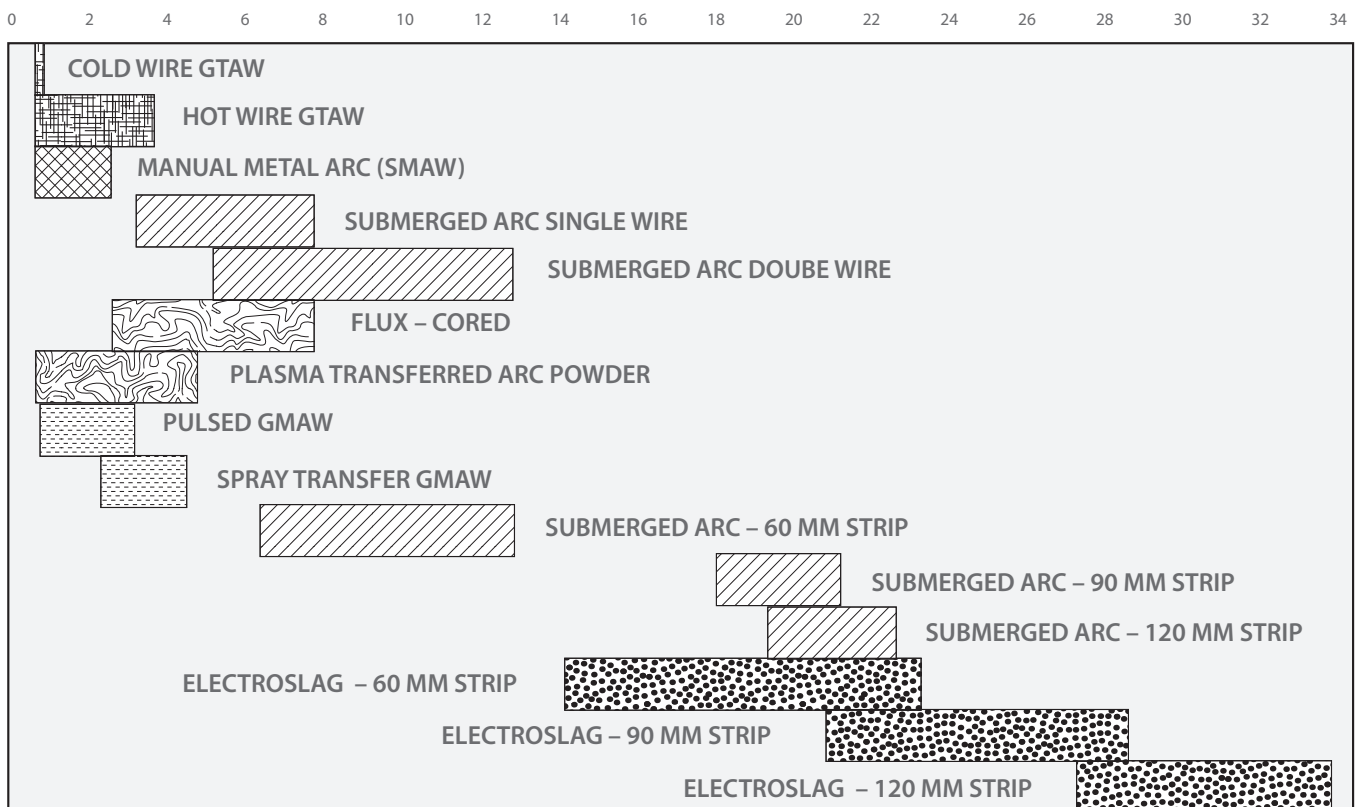 0 2 4 6 8 10 12 14 16 18 20 22 24 26 28 30 32 34
COLD WIRE GTAW
HOT WIRE GTAW
MANUAL METAL ARC (SMAW)
SUBMERGED ARC SINGLE WIRE
SUBMERGED ARC DOUBE WIRE
FLUX – CORED
PLASMA TRANSFERRED ARC POWDER
PULSED GMAW
SPRAY TRANSFER GMAW
SUBMERGED ARC – 60 MM STRIP
SUBMERGED ARC – 90 MM STRIP
SUBMERGED ARC – 120 MM STRIP
ELECTROSLAG – 60 MM STRIP
ELECTROSLAG – 90 MM STRIP
ELECTROSLAG – 120 MM STRIP